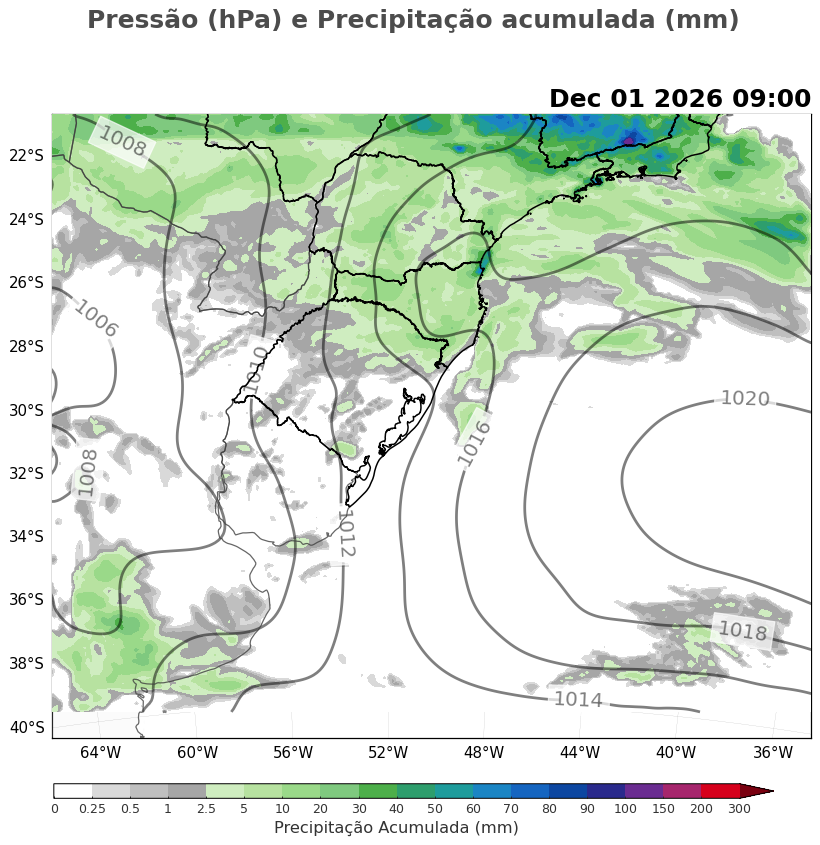 Pressão (hPa) e Precipitação acumulada (mm)
Dec 01 2026 09:00
1008
22°S
24°S
26°S
1006
28°S
1010
30°S
1020
1016
32°S
1008
34°S
1012
36°S
1018
38°S
1014
40°S
64°W 60°W 56°W 52°W 48°W 44°W 40°W 36°W
0 0.25 0.5 1 2.5 5 10 20 30 40 50 60 70 80 90 100 150 200 300
Precipitação Acumulada (mm)